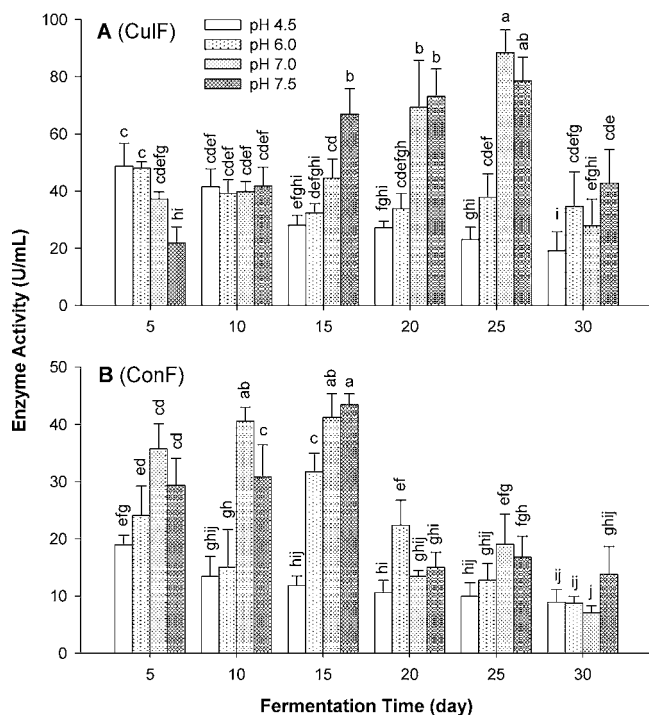 A (CulF)
pH 4.5
pH 6.0
pH 7.0
pH 7.5
100
80
60
40
20
0
c c cdefg hi
cdef cdef cdef cdef
efghi defghi cd b
fghi cdefgh b b
ghi cdef a ab
i cdefg efghi cde
5 10 15 20 25 30
Enzyme Activity (U/mL)
B (ConF)
50
40
30
20
10
0
efg ed cd cd
ghij gh ab c
hij c ab a
hi ef ghij ghi
hij ghij efg fgh
ij ij j ghij
5 10 15 20 25 30
Fermentation Time (day)